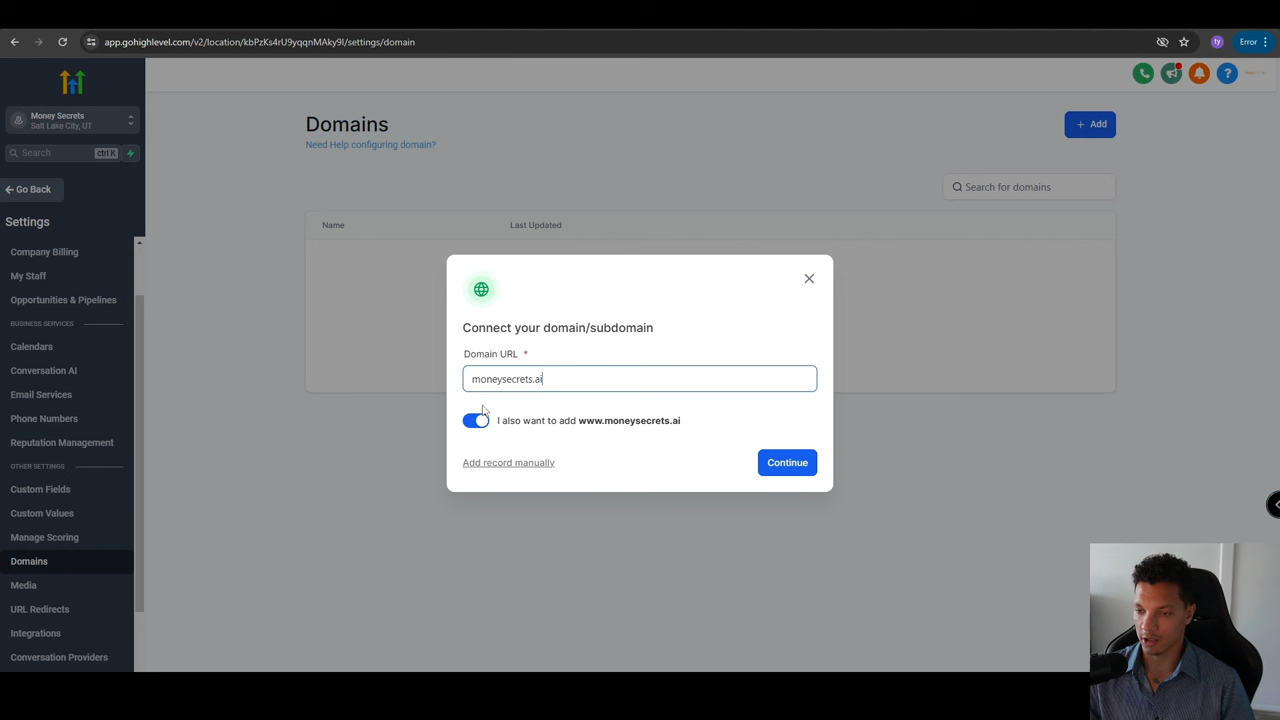 app.gohighlevel.com/v2/location/kbPzKs4rU9yqqnMAky9I/settings/domain
ty
Error
Money Secrets
Salt Lake City, UT
Search
ctrl K
Go Back
Settings
Company Billing
My Staff
Opportunities & Pipelines
BUSINESS SERVICES
Calendars
Conversation AI
Email Services
Phone Numbers
Reputation Management
OTHER SETTINGS
Custom Fields
Custom Values
Manage Scoring
Domains
Media
URL Redirects
Integrations
Conversation Providers
Domains
Need Help configuring domain?
+ Add
Search for domains
Name
Last Updated
Connect your domain/subdomain
Domain URL *
moneysecrets.ai
I also want to add www.moneysecrets.ai
Add record manually
Continue